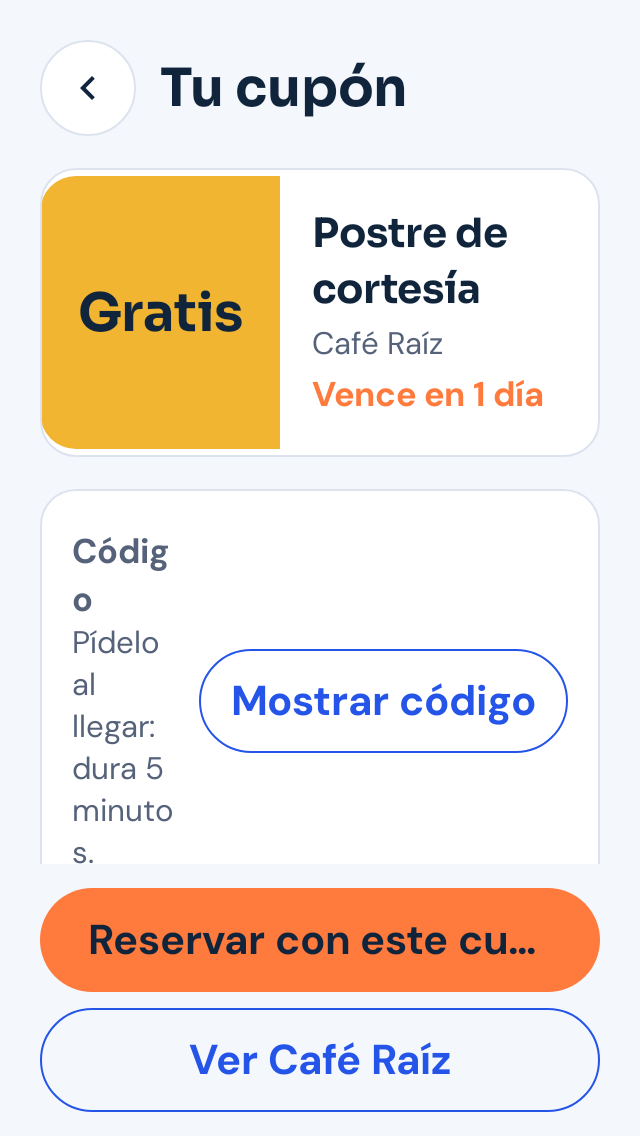 Tu cupón
Gratis
Postre de
cortesía
Café Raíz
Vence en 1 día
Códig
o
Pídelo
al
llegar:
dura 5
minuto
s.
Mostrar código
Reservar con este cu...
Ver Café Raíz